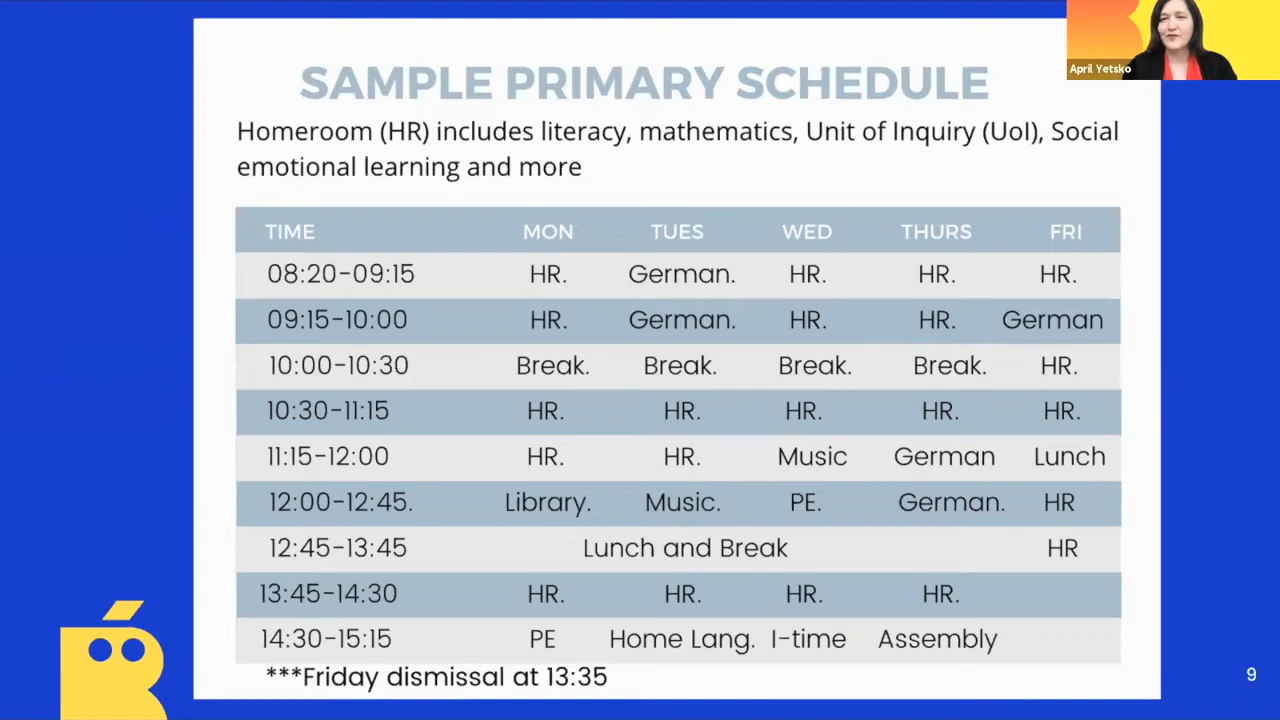 April Yetsko
SAMPLE PRIMARY SCHEDULE
Homeroom (HR) includes literacy, mathematics, Unit of Inquiry (UoI), Social
emotional learning and more
TIME MON TUES WED THURS FRI
08:20-09:15 HR. German. HR. HR. HR.
09:15-10:00 HR. German. HR. HR. German
10:00-10:30 Break. Break. Break. Break. HR.
10:30-11:15 HR. HR. HR. HR. HR.
11:15-12:00 HR. HR. Music German Lunch
12:00-12:45. Library. Music. PE. German. HR
12:45-13:45 Lunch and Break HR
13:45-14:30 HR. HR. HR. HR.
14:30-15:15 PE Home Lang. I-time Assembly
***Friday dismissal at 13:35
9